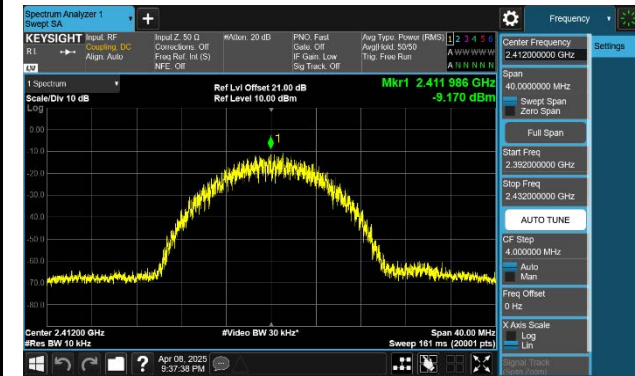 Spectrum Analyzer 1
Swept SA
+
Frequency
KEYSIGHT
R L
LW
Input: RF
Coupling: DC
Align: Auto
Input Z: 50 Ω
Corrections: Off
Freq Ref: Int (S)
NFE: Off
#Atten: 20 dB
PNO: Fast
Gate: Off
IF Gain: Low
Sig Track: Off
Avg Type: Power (RMS)
Avg|Hold: 50/50
Trig: Free Run
1 2 3 4 5 6
A W W W W W
A N N N N N
1 Spectrum
Scale/Div 10 dB
Log
Ref Lvl Offset 21.00 dB
Ref Level 10.00 dBm
Mkr1 2.411 986 GHz
-9.170 dBm
1
0.00
-10.0
-20.0
-30.0
-40.0
-50.0
-60.0
-70.0
-80.0
Center 2.41200 GHz
#Res BW 10 kHz
#Video BW 30 kHz*
Span 40.00 MHz
Sweep 161 ms (20001 pts)
?
Apr 08, 2025
9:37:38 PM
Center Frequency
2.412000000 GHz
Settings
Span
40.0000000 MHz
Swept Span
Zero Span
Full Span
Start Freq
2.392000000 GHz
Stop Freq
2.432000000 GHz
AUTO TUNE
CF Step
4.000000 MHz
Auto
Man
Freq Offset
0 Hz
X Axis Scale
Log
Lin
Signal Track
(Span Zoom)